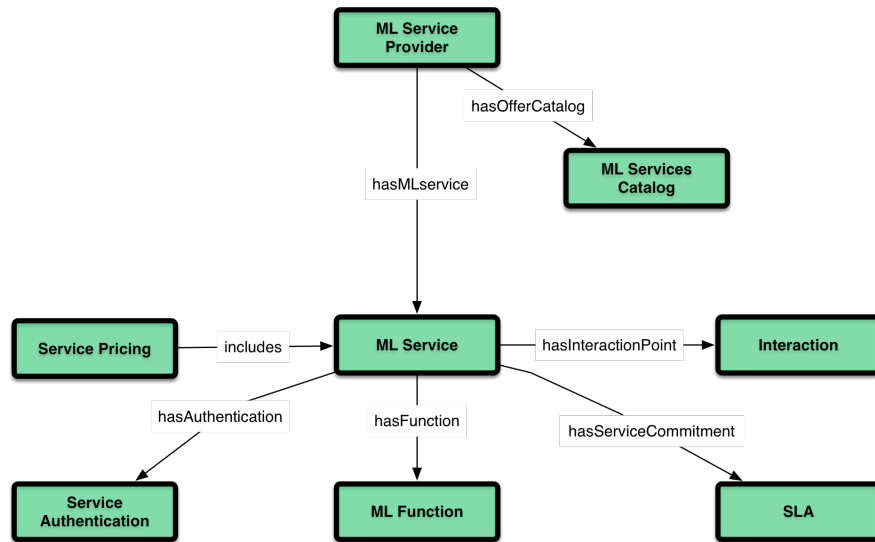 ML Service
Provider
hasOfferCatalog
ML Services
Catalog
hasMLservice
Service Pricing
includes
ML Service
hasInteractionPoint
Interaction
hasAuthentication
hasFunction
hasServiceCommitment
Service
Authentication
ML Function
SLA